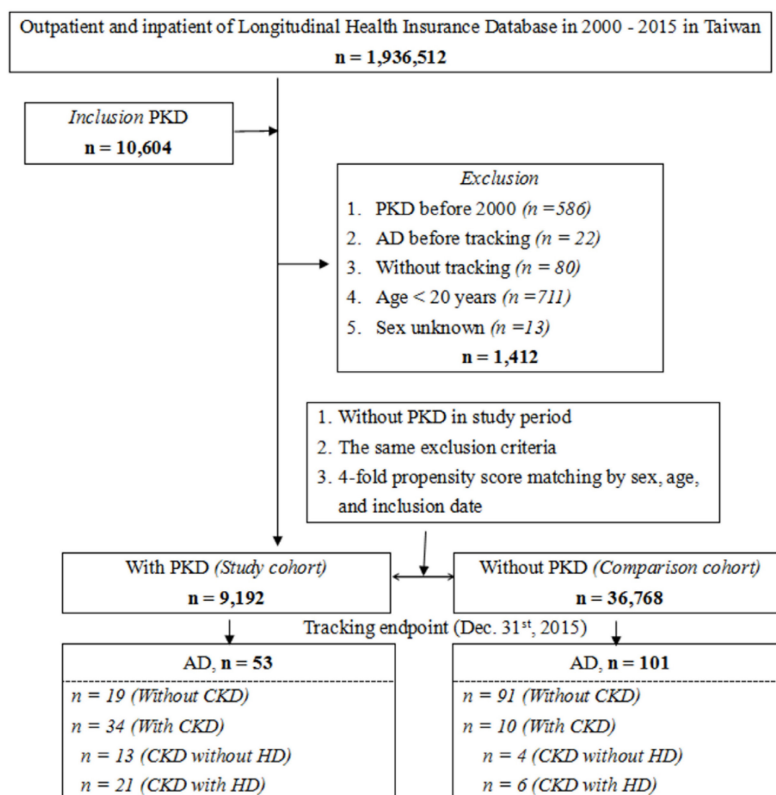 Outpatient and inpatient of Longitudinal Health Insurance Database in 2000 - 2015 in Taiwan
n = 1,936,512
Inclusion PKD
n = 10,604
Exclusion
1. PKD before 2000 (n =586)
2. AD before tracking (n = 22)
3. Without tracking (n = 80)
4. Age < 20 years (n =711)
5. Sex unknown (n =13)
n = 1,412
1. Without PKD in study period
2. The same exclusion criteria
3. 4-fold propensity score matching by sex, age,
and inclusion date
With PKD (Study cohort)
n = 9,192
Without PKD (Comparison cohort)
n = 36,768
Tracking endpoint (Dec. 31st, 2015)
AD, n = 53
n = 19 (Without CKD)
n = 34 (With CKD)
n = 13 (CKD without HD)
n = 21 (CKD with HD)
AD, n = 101
n = 91 (Without CKD)
n = 10 (With CKD)
n = 4 (CKD without HD)
n = 6 (CKD with HD)